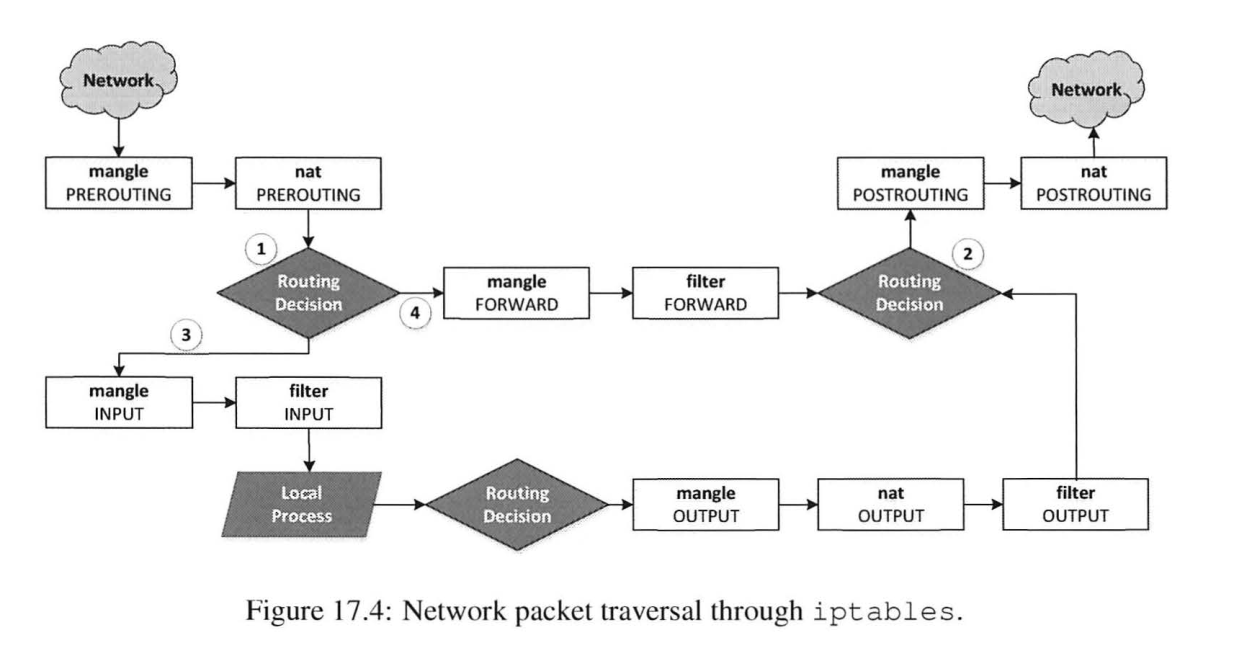 Network
Network
mangle
PREROUTING
nat
PREROUTING
mangle
POSTROUTING
nat
POSTROUTING
1
Routing
Decision
4
mangle
FORWARD
filter
FORWARD
2
Routing
Decision
3
mangle
INPUT
filter
INPUT
Local
Process
Routing
Decision
mangle
OUTPUT
nat
OUTPUT
filter
OUTPUT
Figure 17.4: Network packet traversal through iptables.